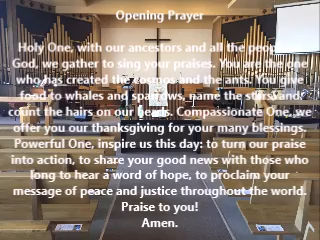 Opening Prayer
Holy One, with our ancestors and all the people of
God, we gather to sing your praises. You are the one
who has created the cosmos and the ants. You give
food to whales and sparrows, name the stars and
count the hairs on our heads. Compassionate One, we
offer you our thanksgiving for your many blessings.
Powerful One, inspire us this day: to turn our praise
into action, to share your good news with those who
long to hear a word of hope, to proclaim your
message of peace and justice throughout the world.
Praise to you!
Amen.